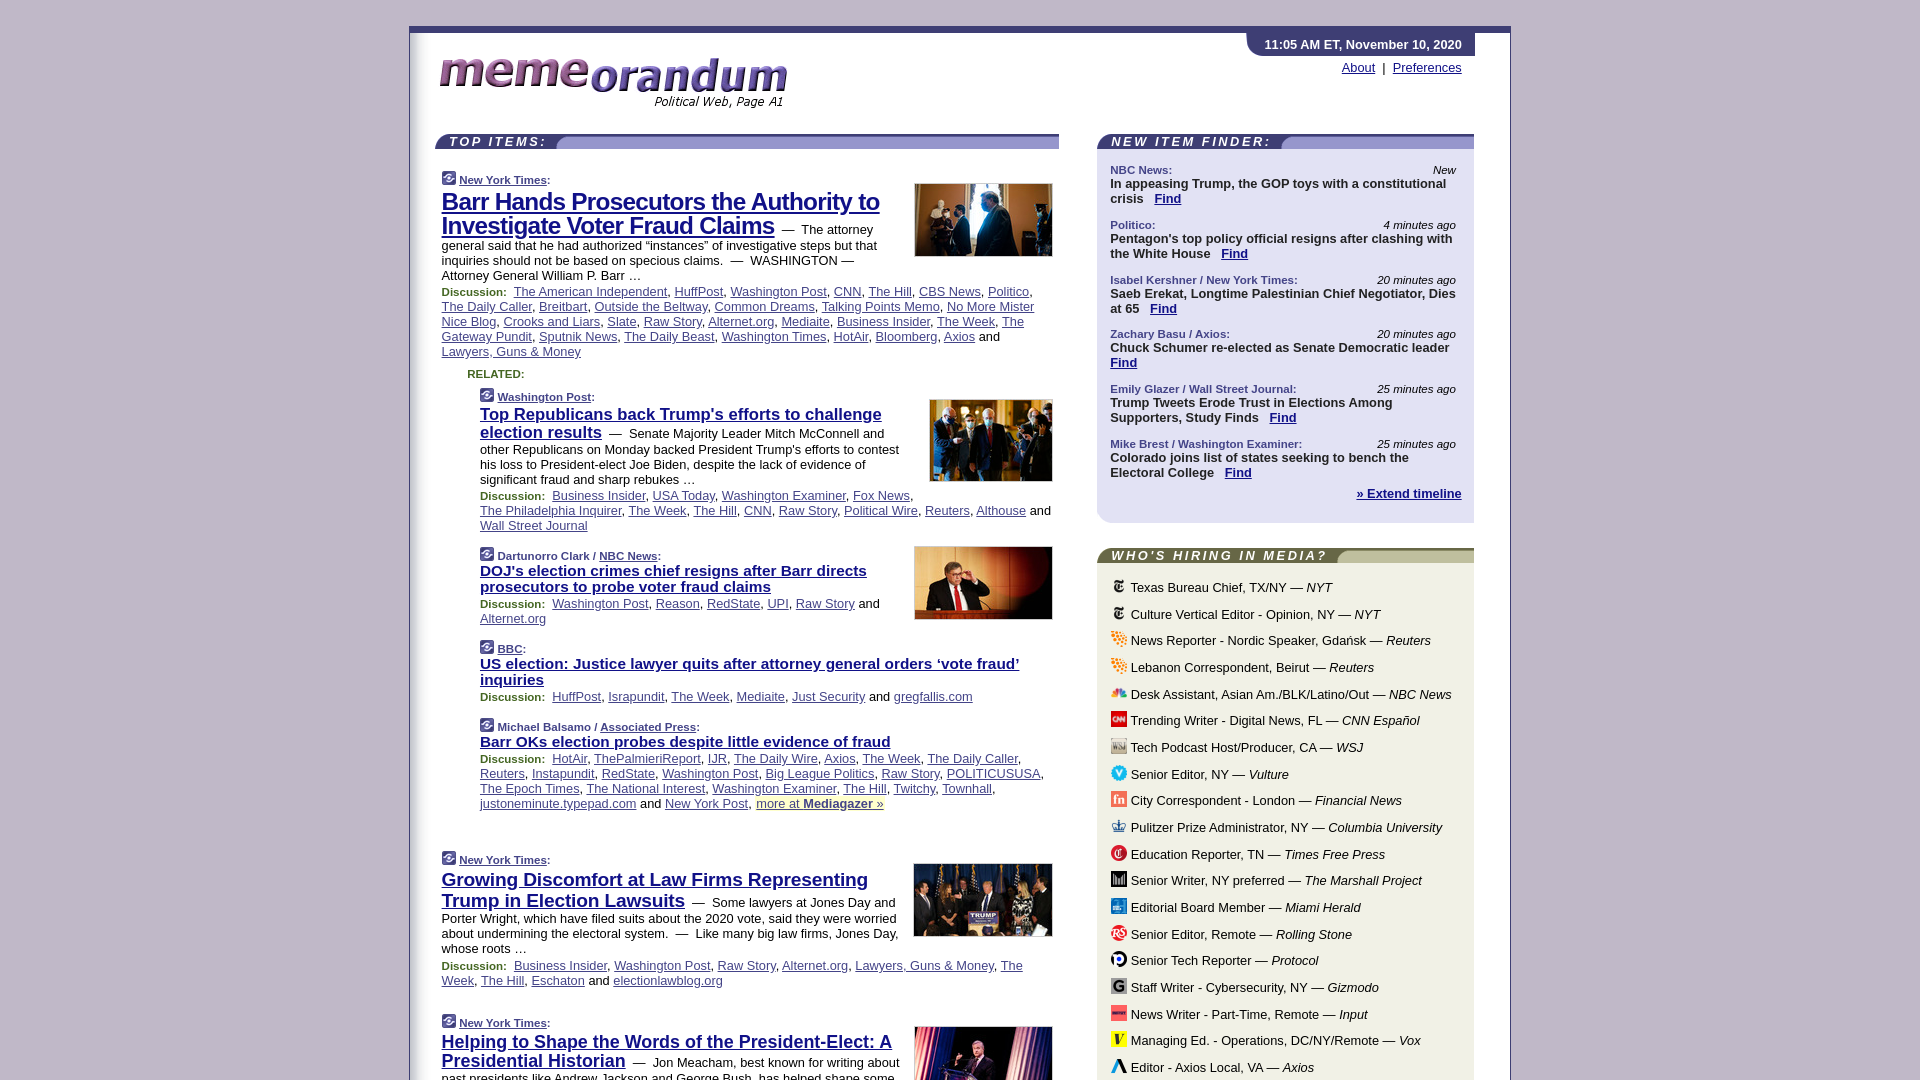 11:05 AM ET, November 10, 2020
About | Preferences
memeorandum
Political Web, Page A1
TOP ITEMS:
New York Times:
Barr Hands Prosecutors the Authority to
Investigate Voter Fraud Claims — The attorney
general said that he had authorized “instances” of investigative steps but that
inquiries should not be based on specious claims. — WASHINGTON —
Attorney General William P. Barr …
Discussion: The American Independent, HuffPost, Washington Post, CNN, The Hill, CBS News, Politico,
The Daily Caller, Breitbart, Outside the Beltway, Common Dreams, Talking Points Memo, No More Mister
Nice Blog, Crooks and Liars, Slate, Raw Story, Alternet.org, Mediaite, Business Insider, The Week, The
Gateway Pundit, Sputnik News, The Daily Beast, Washington Times, HotAir, Bloomberg, Axios and
Lawyers, Guns & Money
RELATED:
Washington Post:
Top Republicans back Trump's efforts to challenge
election results — Senate Majority Leader Mitch McConnell and
other Republicans on Monday backed President Trump's efforts to contest
his loss to President-elect Joe Biden, despite the lack of evidence of
significant fraud and sharp rebukes …
Discussion: Business Insider, USA Today, Washington Examiner, Fox News,
The Philadelphia Inquirer, The Week, The Hill, CNN, Raw Story, Political Wire, Reuters, Althouse and
Wall Street Journal
Dartunorro Clark / NBC News:
DOJ's election crimes chief resigns after Barr directs
prosecutors to probe voter fraud claims
Discussion: Washington Post, Reason, RedState, UPI, Raw Story and
Alternet.org
BBC:
US election: Justice lawyer quits after attorney general orders ‘vote fraud’
inquiries
Discussion: HuffPost, Israpundit, The Week, Mediaite, Just Security and gregfallis.com
Michael Balsamo / Associated Press:
Barr OKs election probes despite little evidence of fraud
Discussion: HotAir, ThePalmieriReport, IJR, The Daily Wire, Axios, The Week, The Daily Caller,
Reuters, Instapundit, RedState, Washington Post, Big League Politics, Raw Story, POLITICUSUSA,
The Epoch Times, The National Interest, Washington Examiner, The Hill, Twitchy, Townhall,
justoneminute.typepad.com and New York Post, more at Mediagazer »
New York Times:
Growing Discomfort at Law Firms Representing
Trump in Election Lawsuits — Some lawyers at Jones Day and
Porter Wright, which have filed suits about the 2020 vote, said they were worried
about undermining the electoral system. — Like many big law firms, Jones Day,
whose roots …
TRUMP
Discussion: Business Insider, Washington Post, Raw Story, Alternet.org, Lawyers, Guns & Money, The
Week, The Hill, Eschaton and electionlawblog.org
New York Times:
Helping to Shape the Words of the President-Elect: A
Presidential Historian — Jon Meacham, best known for writing about
past presidents like Andrew Jackson and George Bush, has helped shape some
NEW ITEM FINDER:
NBC News: New
In appeasing Trump, the GOP toys with a constitutional
crisis Find
Politico: 4 minutes ago
Pentagon's top policy official resigns after clashing with
the White House Find
Isabel Kershner / New York Times: 20 minutes ago
Saeb Erekat, Longtime Palestinian Chief Negotiator, Dies
at 65 Find
Zachary Basu / Axios: 20 minutes ago
Chuck Schumer re-elected as Senate Democratic leader
Find
Emily Glazer / Wall Street Journal: 25 minutes ago
Trump Tweets Erode Trust in Elections Among
Supporters, Study Finds Find
Mike Brest / Washington Examiner: 25 minutes ago
Colorado joins list of states seeking to bench the
Electoral College Find
» Extend timeline
WHO'S HIRING IN MEDIA?
Texas Bureau Chief, TX/NY — NYT
Culture Vertical Editor - Opinion, NY — NYT
News Reporter - Nordic Speaker, Gdańsk — Reuters
Lebanon Correspondent, Beirut — Reuters
Desk Assistant, Asian Am./BLK/Latino/Out — NBC News
Trending Writer - Digital News, FL — CNN Español
Tech Podcast Host/Producer, CA — WSJ
Senior Editor, NY — Vulture
City Correspondent - London — Financial News
Pulitzer Prize Administrator, NY — Columbia University
Education Reporter, TN — Times Free Press
Senior Writer, NY preferred — The Marshall Project
Editorial Board Member — Miami Herald
Senior Editor, Remote — Rolling Stone
Senior Tech Reporter — Protocol
Staff Writer - Cybersecurity, NY — Gizmodo
News Writer - Part-Time, Remote — Input
Managing Ed. - Operations, DC/NY/Remote — Vox
Editor - Axios Local, VA — Axios